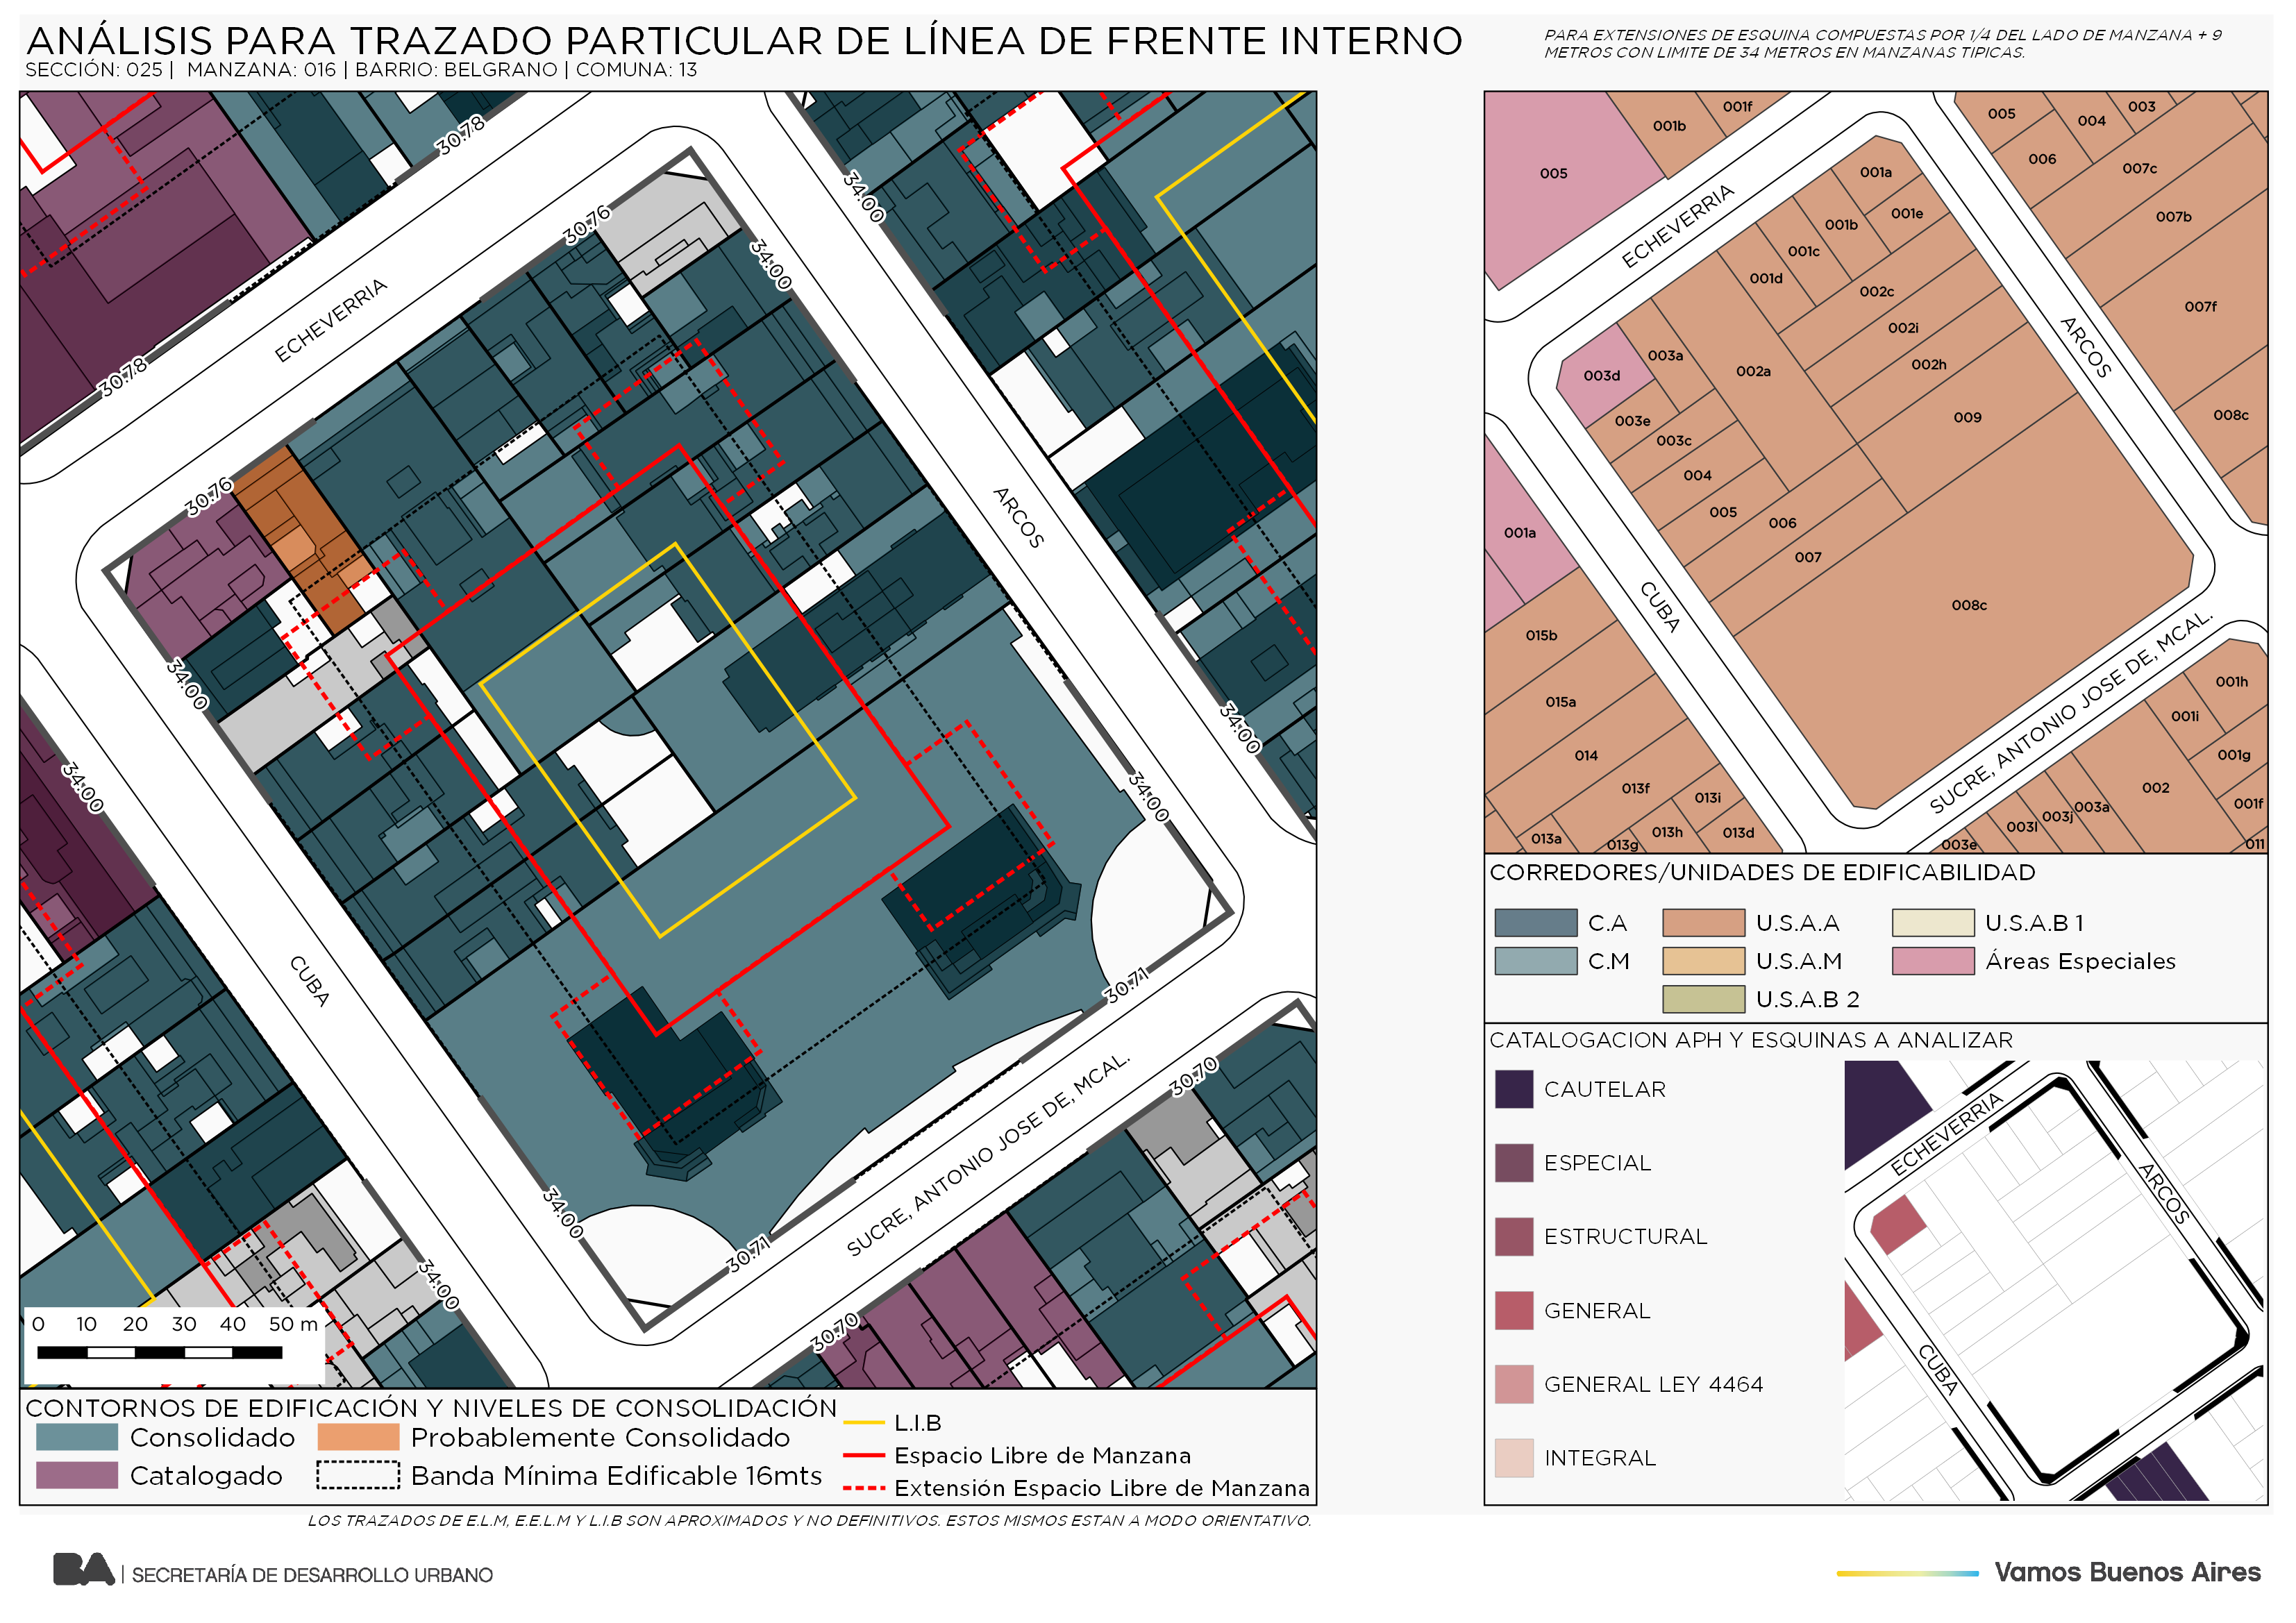 ANÁLISIS PARA TRAZADO PARTICULAR DE LÍNEA DE FRENTE INTERNO
SECCIÓN: 025 | MANZANA: 016 | BARRIO: BELGRANO | COMUNA: 13
PARA EXTENSIONES DE ESQUINA COMPUESTAS POR 1/4 DEL LADO DE MANZANA + 9
METROS CON LIMITE DE 34 METROS EN MANZANAS TIPICAS.
30.78
34.00
30.76
34.00
ECHEVERRIA
30.78
30.76
ARCOS
34.00
34.00
34.00
34.00
CUBA
30.71
SUCRE, ANTONIO JOSE DE, MCAL.
30.70
34.00
30.71
34.00
30.70
0 10 20 30 40 50 m
CONTORNOS DE EDIFICACIÓN Y NIVELES DE CONSOLIDACIÓN
Consolidado
Probablemente Consolidado
Catalogado
Banda Mínima Edificable 16mts
L.I.B
Espacio Libre de Manzana
Extensión Espacio Libre de Manzana
LOS TRAZADOS DE E.L.M, E.E.L.M Y L.I.B SON APROXIMADOS Y NO DEFINITIVOS. ESTOS MISMOS ESTAN A MODO ORIENTATIVO.
001f
001b
005
003
004
005
006
007c
001a
001e
001b
001c
001d
007b
ECHEVERRIA
002c
002i
002h
007f
ARCOS
003a
003d
002a
003e
003c
009
008c
004
005
006
007
001a
CUBA
008c
015b
015a
014
013f
013i
013a
013h
013d
013g
SUCRE, ANTONIO JOSE DE, MCAL.
001h
001i
001g
002
001f
003a
003j
003l
003e
011
CORREDORES/UNIDADES DE EDIFICABILIDAD
C.A
U.S.A.A
U.S.A.B 1
C.M
U.S.A.M
Áreas Especiales
U.S.A.B 2
CATALOGACION APH Y ESQUINAS A ANALIZAR
CAUTELAR
ESPECIAL
ESTRUCTURAL
GENERAL
GENERAL LEY 4464
INTEGRAL
ECHEVERRIA
ARCOS
CUBA
BA | SECRETARÍA DE DESARROLLO URBANO
Vamos Buenos Aires